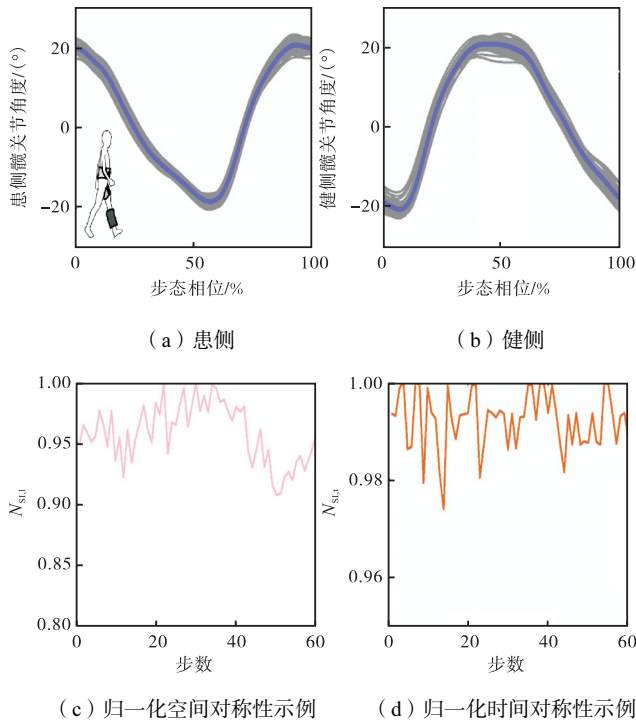 20
0
−20
患侧髋关节角度/(°)
0
50
100
步态相位/%
(a)患侧
20
0
−20
健侧髋关节角度/(°)
0
50
100
步态相位/%
(b)健侧
1.00
0.95
0.90
0.85
0.80
N_SI,t
0
20
40
60
步数
(c)归一化空间对称性示例
1.00
0.98
0.96
N_SI,t
0
20
40
60
步数
(d)归一化时间对称性示例